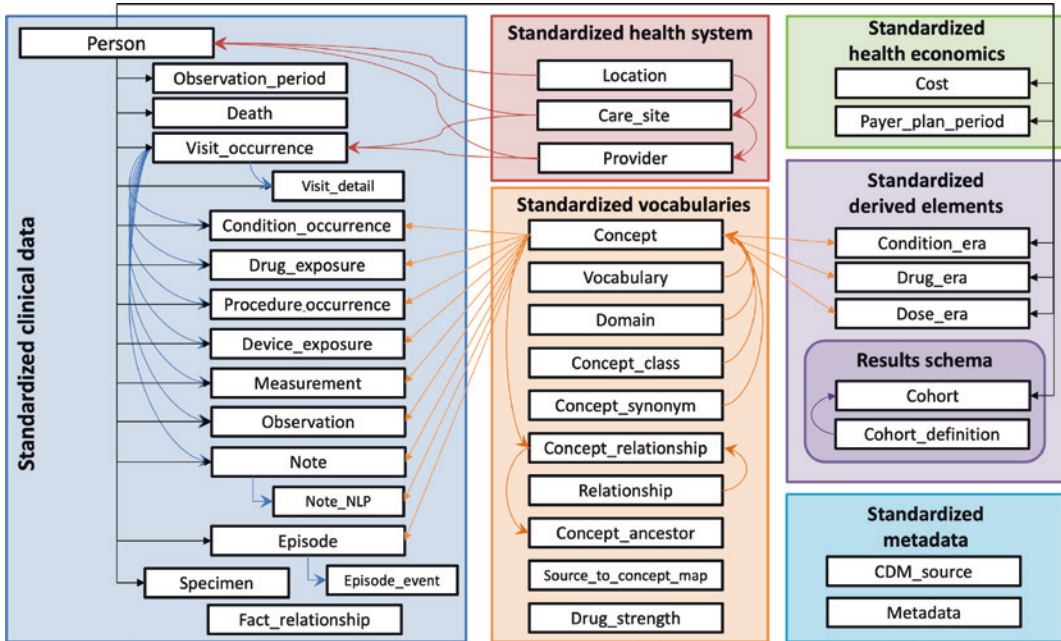 Standardized clinical data
Person
Observation_period
Death
Visit_occurrence
Visit_detail
Condition_occurrence
Drug_exposure
Procedure_occurrence
Device_exposure
Measurement
Observation
Note
Note_NLP
Episode
Episode_event
Specimen
Fact_relationship
Standardized health system
Location
Care_site
Provider
Standardized vocabularies
Concept
Vocabulary
Domain
Concept_class
Concept_synonym
Concept_relationship
Relationship
Concept_ancestor
Source_to_concept_map
Drug_strength
Standardized
health economics
Cost
Payer_plan_period
Standardized
derived elements
Condition_era
Drug_era
Dose_era
Results schema
Cohort
Cohort_definition
Standardized
metadata
CDM_source
Metadata